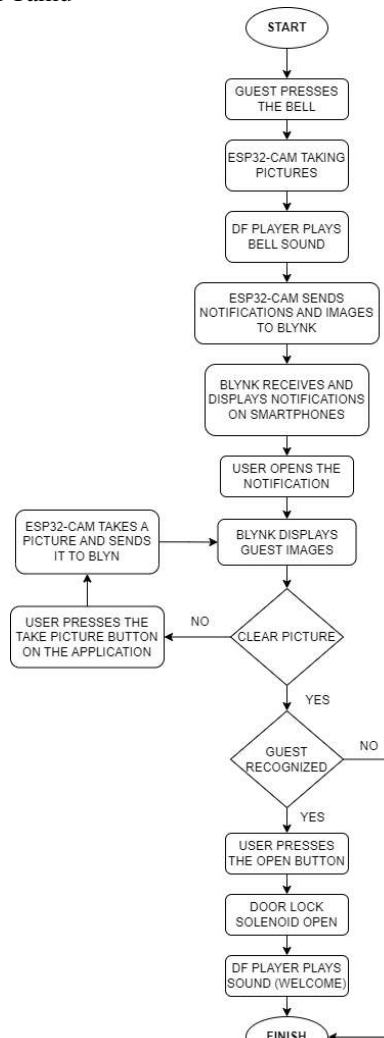 START
GUEST PRESSES
THE BELL
ESP32-CAM TAKING
PICTURES
DF PLAYER PLAYS
BELL SOUND
ESP32-CAM SENDS
NOTIFICATIONS AND IMAGES
TO BLYNK
BLYNK RECEIVES AND
DISPLAYS NOTIFICATIONS
ON SMARTPHONES
USER OPENS THE
NOTIFICATION
BLYNK DISPLAYS
GUEST IMAGES
ESP32-CAM TAKES A
PICTURE AND SENDS
IT TO BLYN
USER PRESSES THE
TAKE PICTURE BUTTON
ON THE APPLICATION
NO
CLEAR PICTURE
YES
GUEST
RECOGNIZED
NO
YES
USER PRESSES
THE OPEN BUTTON
DOOR LOCK
SOLENOID OPEN
DF PLAYER PLAYS
SOUND (WELCOME)
FINISH